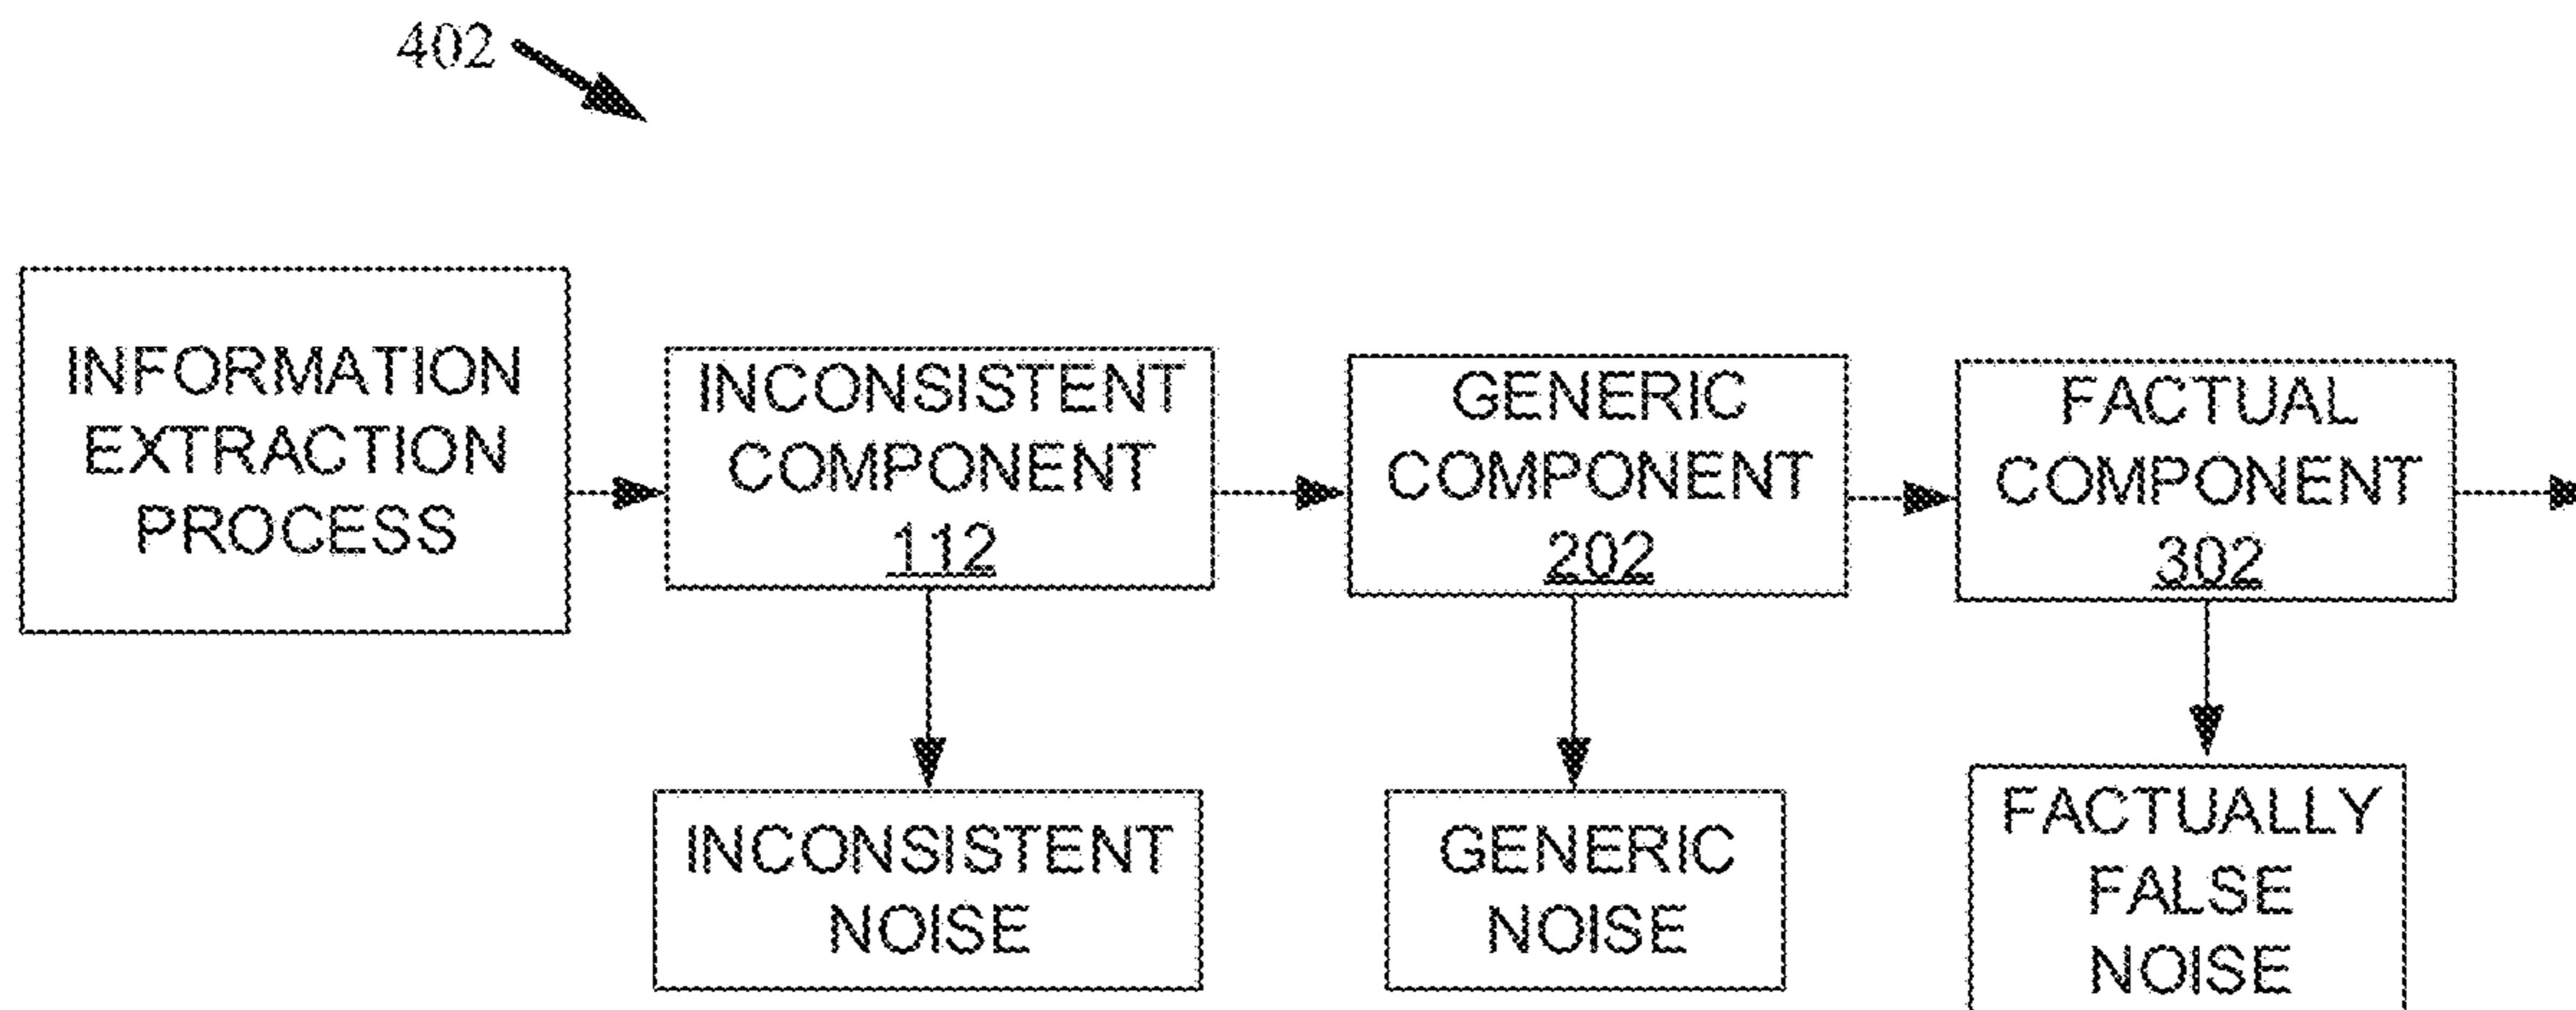 402
INFORMATION
EXTRACTION
PROCESS
INCONSISTENT
COMPONENT
112
GENERIC
COMPONENT
202
FACTUAL
COMPONENT
302
INCONSISTENT
NOISE
GENERIC
NOISE
FACTUALLY
FALSE
NOISE